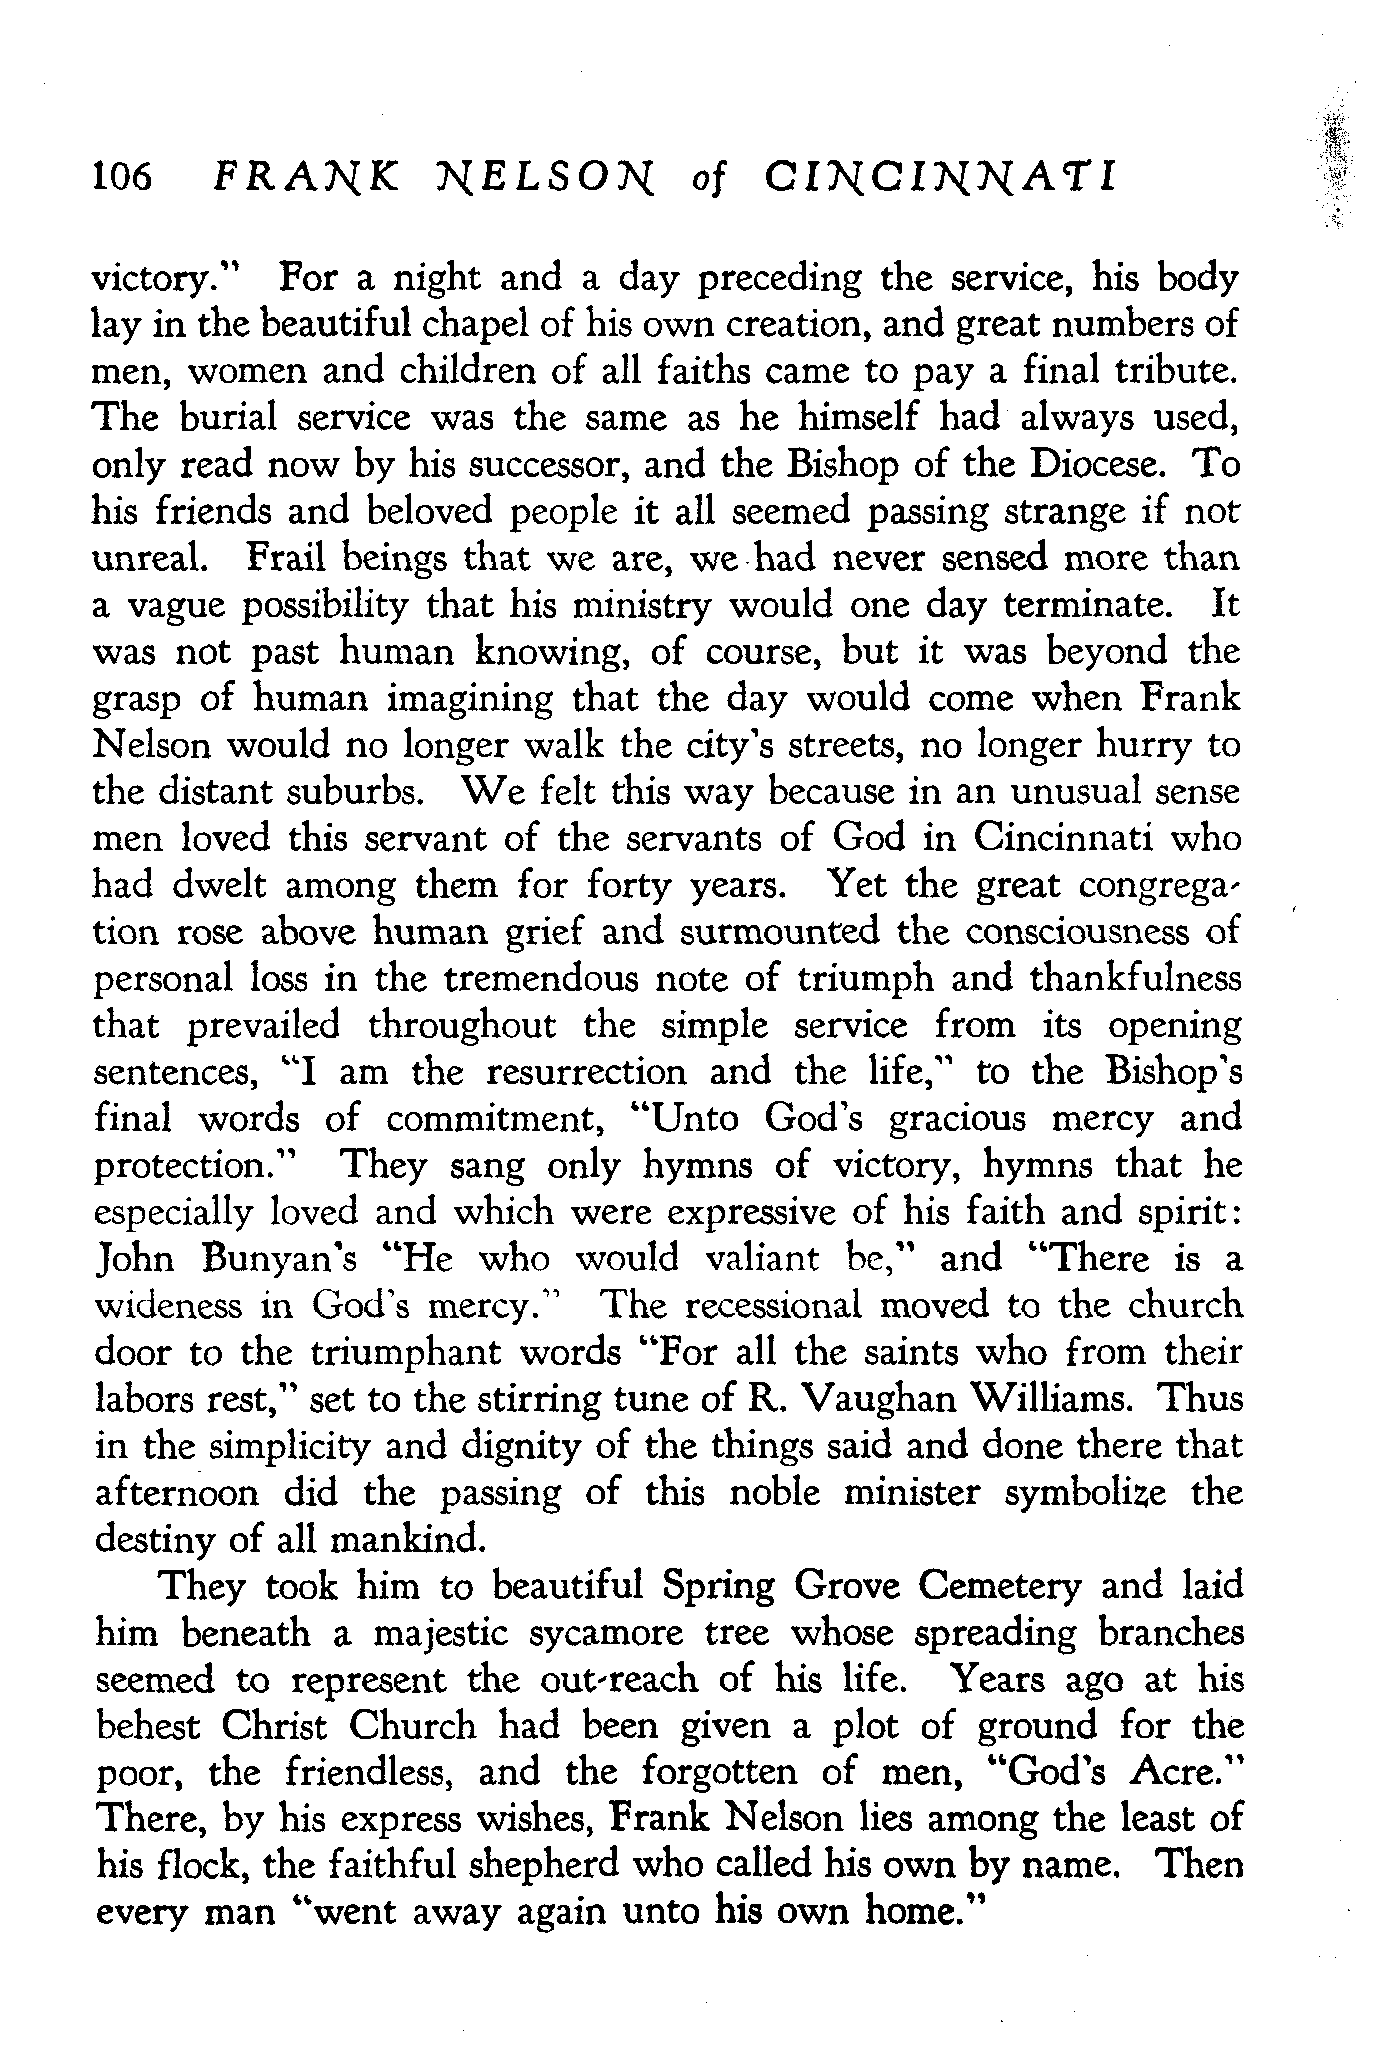 106 FRANK NELSON of CINCINNATI
victory." For a night and a day preceding the service, his body
lay in the beautiful chapel of his own creation, and great numbers of
men, women and children of all faiths came to pay a final tribute.
The burial service was the same as he himself had always used,
only read now by his successor, and the Bishop of the Diocese. To
his friends and beloved people it all seemed passing strange if not
unreal. Frail beings that we are, we had never sensed more than
a vague possibility that his ministry would one day terminate. It
was not past human knowing, of course, but it was beyond the
grasp of human imagining that the day would come when Frank
Nelson would no longer walk the city's streets, no longer hurry to
the distant suburbs. We felt this way because in an unusual sense
men loved this servant of the servants of God in Cincinnati who
had dwelt among them for forty years. Yet the great congrega-
tion rose above human grief and surmounted the consciousness of
personal loss in the tremendous note of triumph and thankfulness
that prevailed throughout the simple service from its opening
sentences, "I am the resurrection and the life," to the Bishop's
final words of commitment, "Unto God's gracious mercy and
protection." They sang only hymns of victory, hymns that he
especially loved and which were expressive of his faith and spirit:
John Bunyan's "He who would valiant be," and "There is a
wideness in God's mercy." The recessional moved to the church
door to the triumphant words "For all the saints who from their
labors rest," set to the stirring tune of R. Vaughan Williams. Thus
in the simplicity and dignity of the things said and done there that
afternoon did the passing of this noble minister symbolize the
destiny of all mankind.
They took him to beautiful Spring Grove Cemetery and laid
him beneath a majestic sycamore tree whose spreading branches
seemed to represent the out-reach of his life. Years ago at his
behest Christ Church had been given a plot of ground for the
poor, the friendless, and the forgotten of men, "God's Acre."
There, by his express wishes, Frank Nelson lies among the least of
his flock, the faithful shepherd who called his own by name. Then
every man "went away again unto his own home."